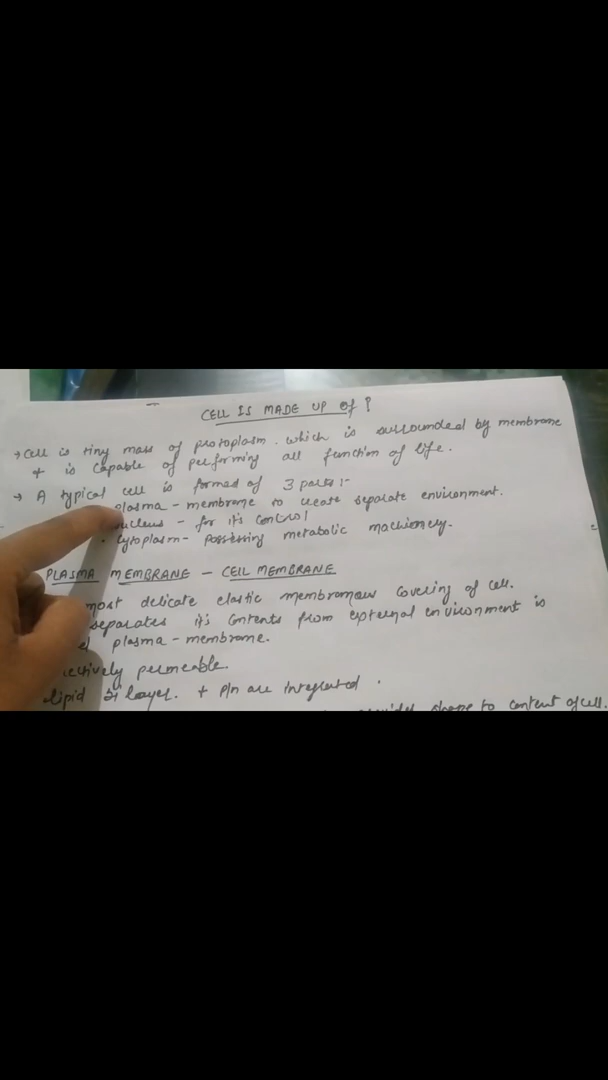 CELL IS MADE UP Of ?
→ Cell is tiny mass of protoplasm. which is surrounded by membrane
+ is capable of performing all function of life.
→ A typical cell is formed of 3 parts:-
plasma - membrane to create separate environment.
nucleus - for it's control
• Cytoplasm - possessing metabolic machinery.
PLASMA MEMBRANE - CELL MEMBRANE
most delicate elastic membranous covering of cell.
separates it's contents from external environment is
plasma - membrane.
ctively permeable.
lipid bi layer. + P/n are integrated.
shape to content of cell.